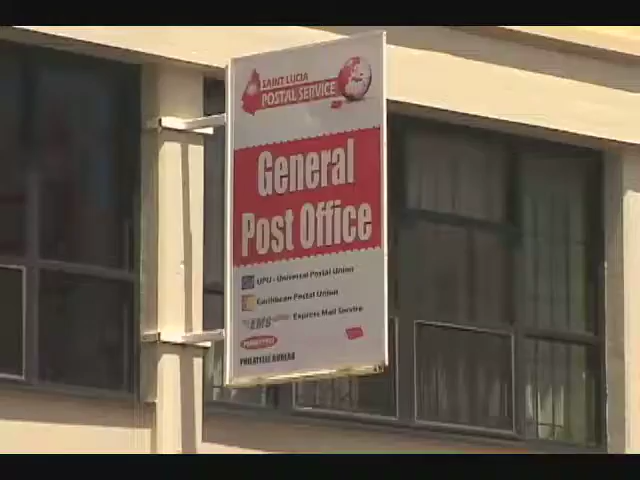 SAINT LUCIA
POSTAL SERVICE
General
Post Office
UPU - Universal Postal Union
Caribbean Postal Union
EMS Express Mail Service
PHILATELIC BUREAU